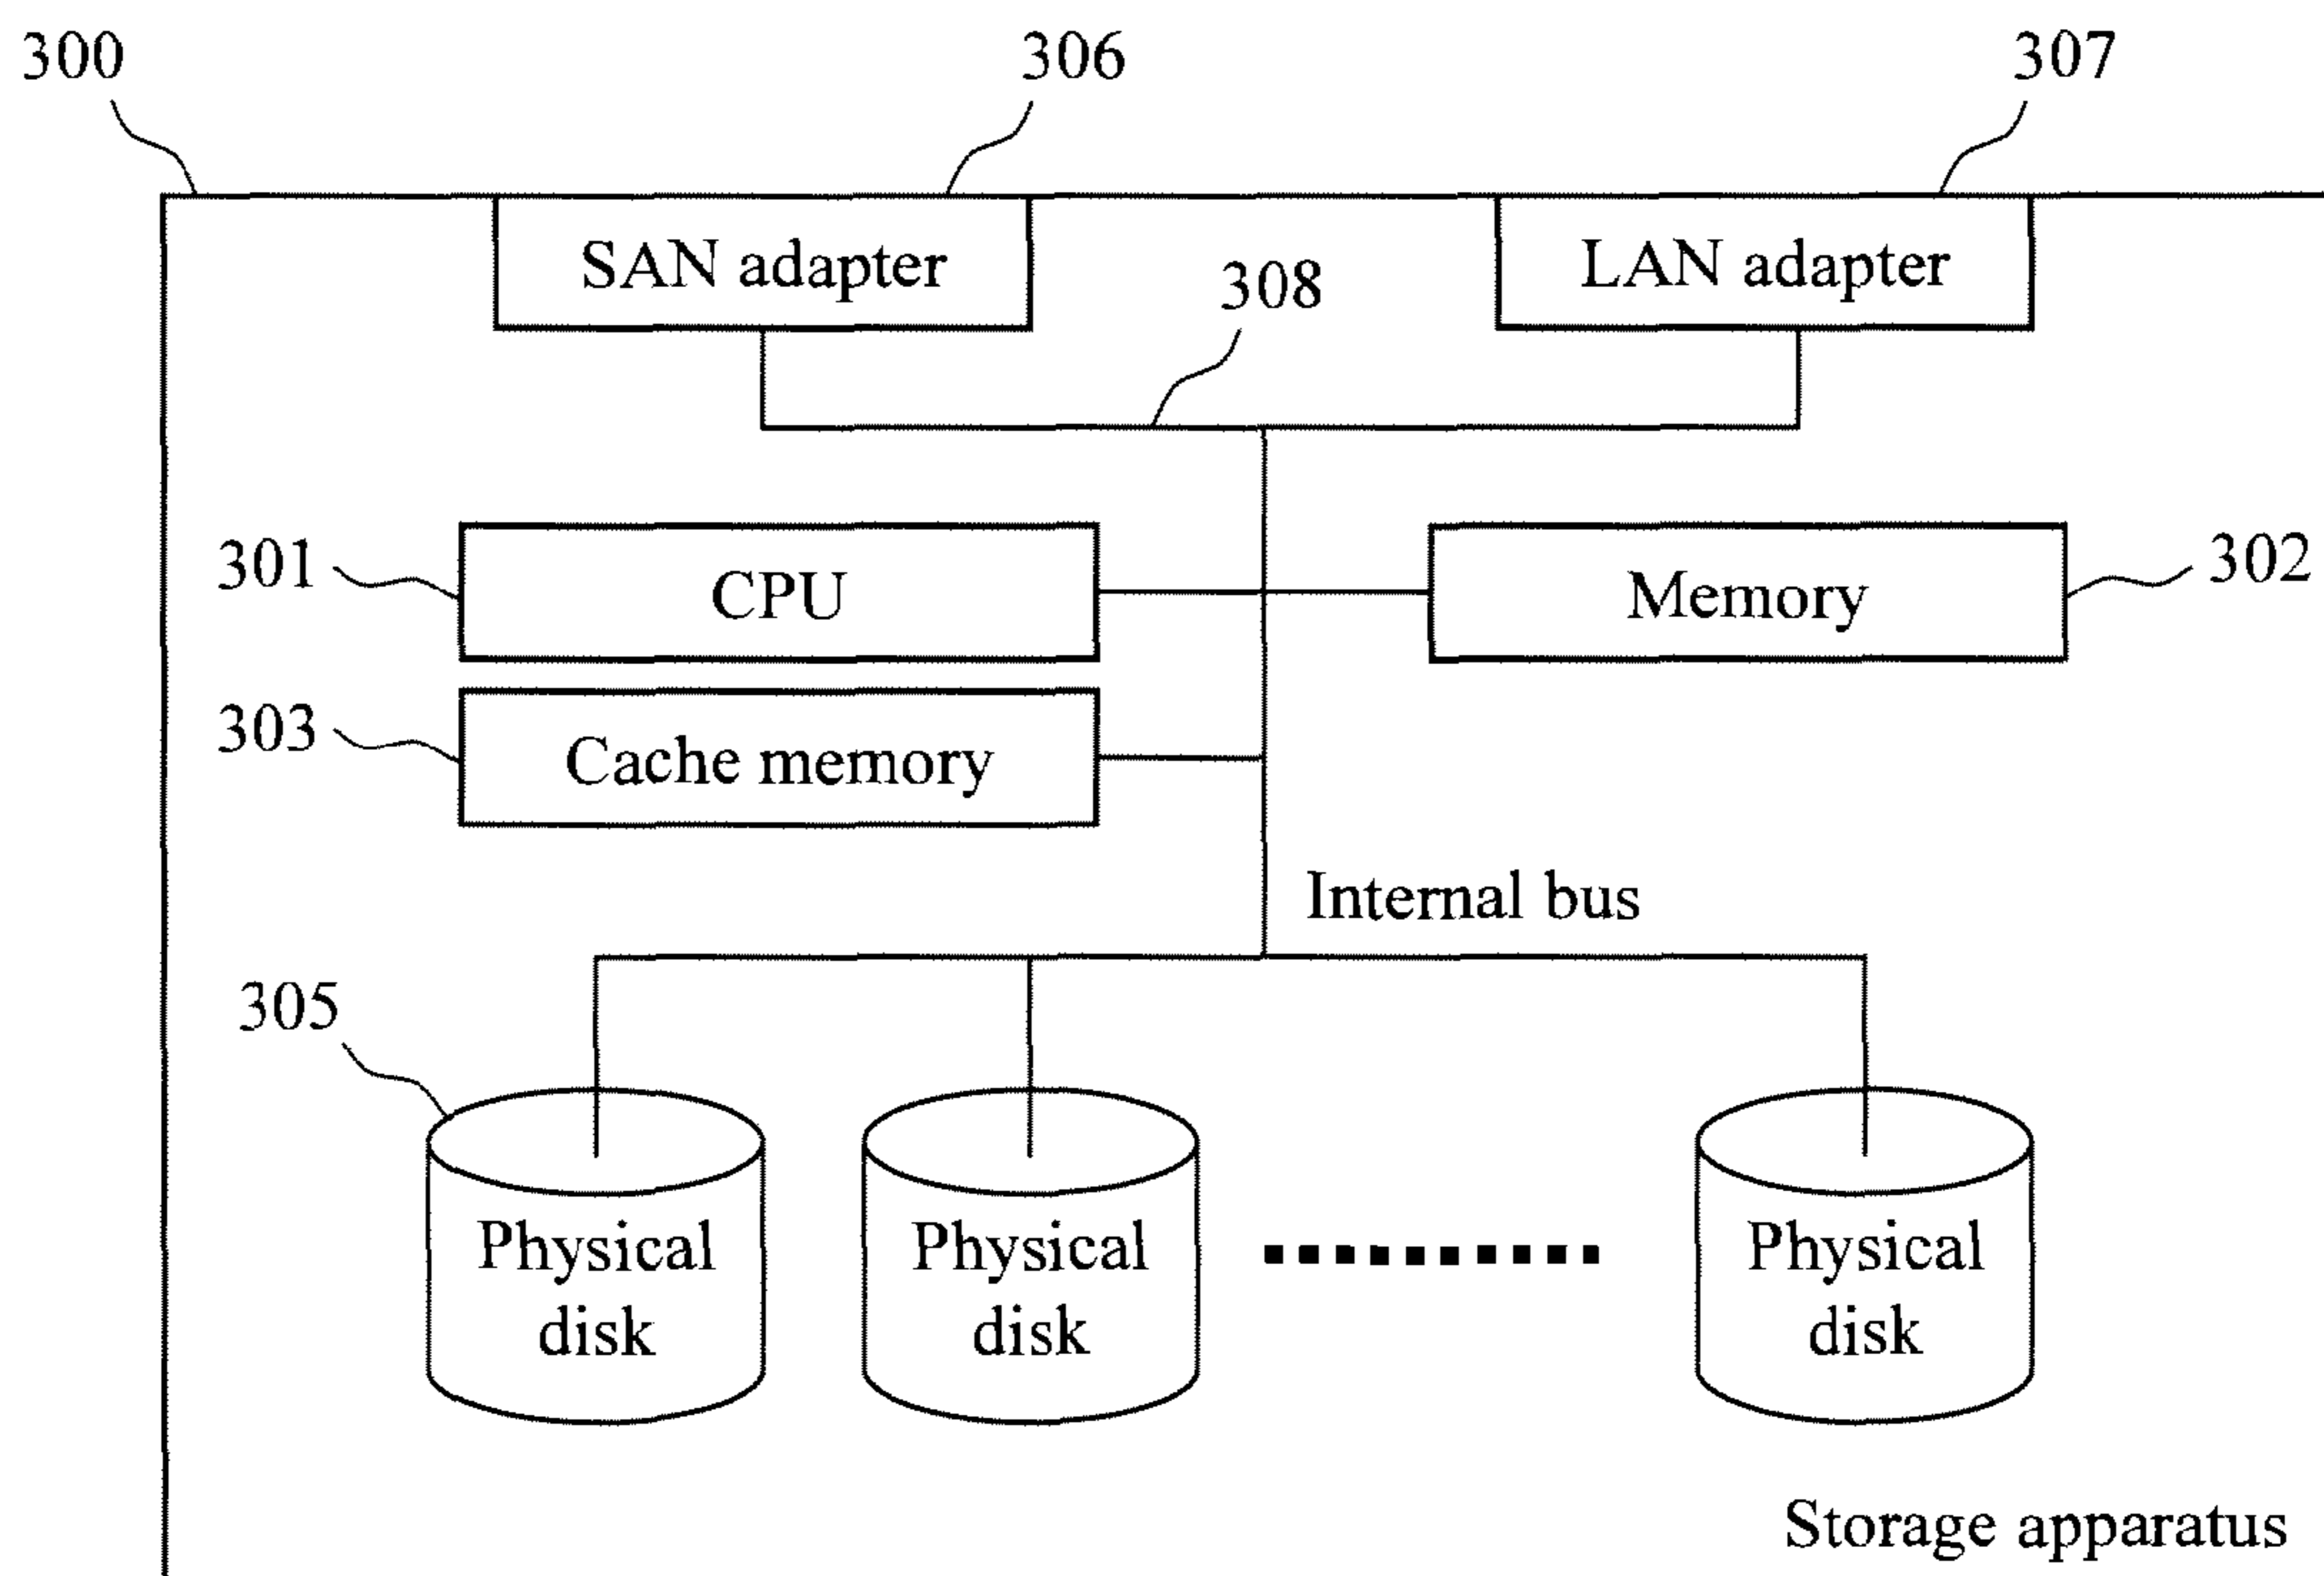 300
306
307
SAN adapter
LAN adapter
308
301
CPU
Memory
302
303
Cache memory
Internal bus
305
Physical
disk
Physical
disk
Physical
disk
Storage apparatus